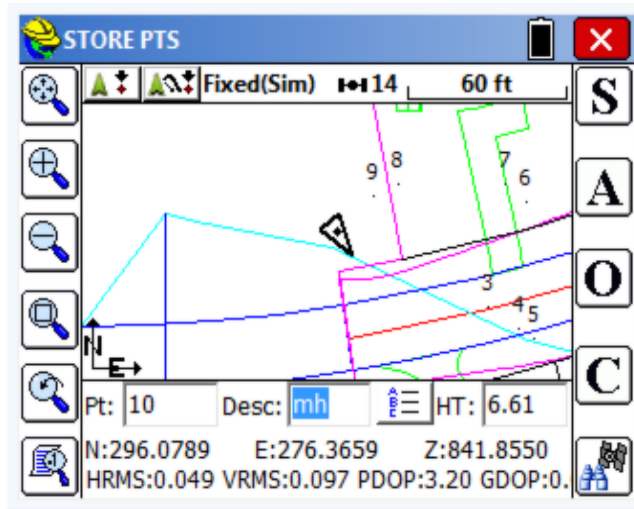 STORE PTS
Fixed(Sim) 14 60 ft
S
A
O
C
9 8
7
6
3
4
5
N
E
Pt: 10 Desc: mh HT: 6.61
N:296.0789 E:276.3659 Z:841.8550
HRMS:0.049 VRMS:0.097 PDOP:3.20 GDOP:0.